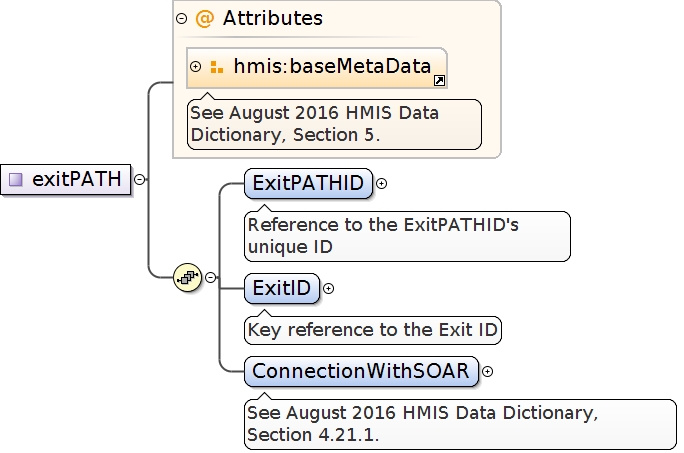 @ Attributes
hmis:baseMetaData
See August 2016 HMIS Data
Dictionary, Section 5.
exitPATH
ExitPATHID
Reference to the ExitPATHID's
unique ID
ExitID
Key reference to the Exit ID
ConnectionWithSOAR
See August 2016 HMIS Data Dictionary,
Section 4.21.1.